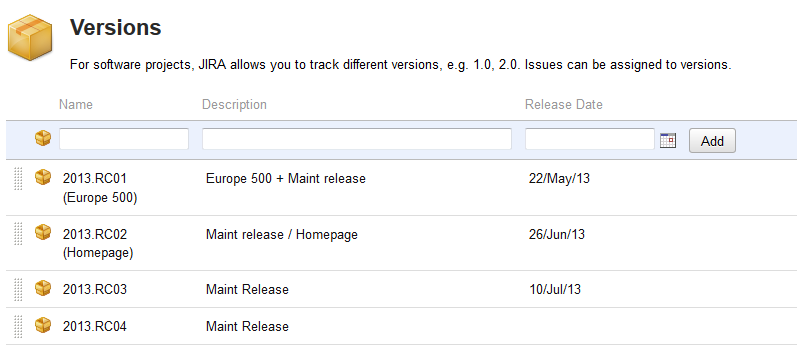 Versions
For software projects, JIRA allows you to track different versions, e.g. 1.0, 2.0. Issues can be assigned to versions.
Name Description Release Date
Add
2013.RC01 Europe 500 + Maint release 22/May/13
(Europe 500)
2013.RC02 Maint release / Homepage 26/Jun/13
(Homepage)
2013.RC03 Maint Release 10/Jul/13
2013.RC04 Maint Release